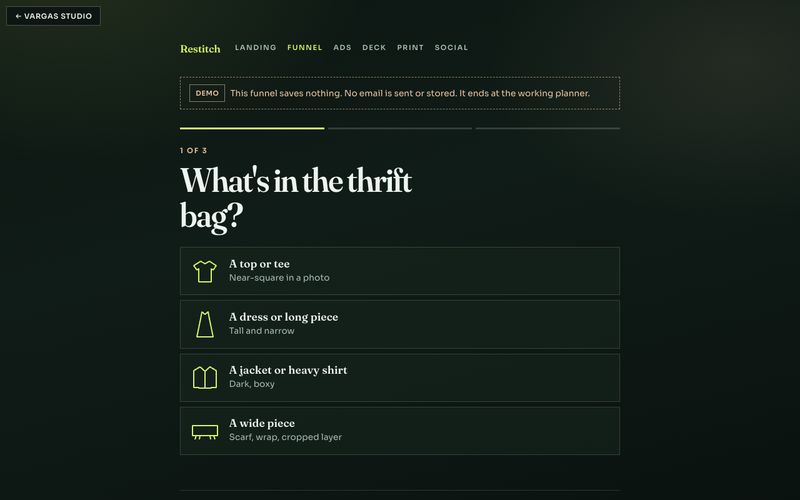 ← VARGAS STUDIO
Restitch LANDING FUNNEL ADS DECK PRINT SOCIAL
DEMO This funnel saves nothing. No email is sent or stored. It ends at the working planner.
1 OF 3
What's in the thrift
bag?
A top or tee
Near-square in a photo
A dress or long piece
Tall and narrow
A jacket or heavy shirt
Dark, boxy
A wide piece
Scarf, wrap, cropped layer